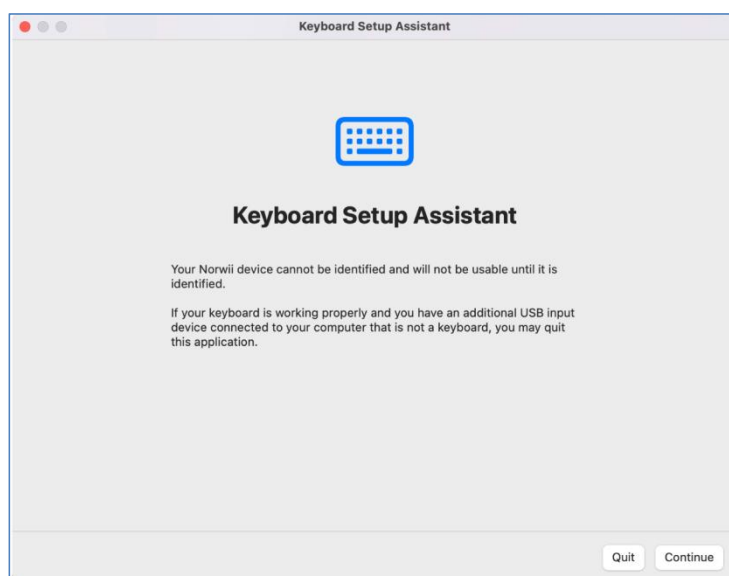 Keyboard Setup Assistant
Keyboard Setup Assistant
Your Norwii device cannot be identified and will not be usable until it is
identified.
If your keyboard is working properly and you have an additional USB input
device connected to your computer that is not a keyboard, you may quit
this application.
Quit
Continue